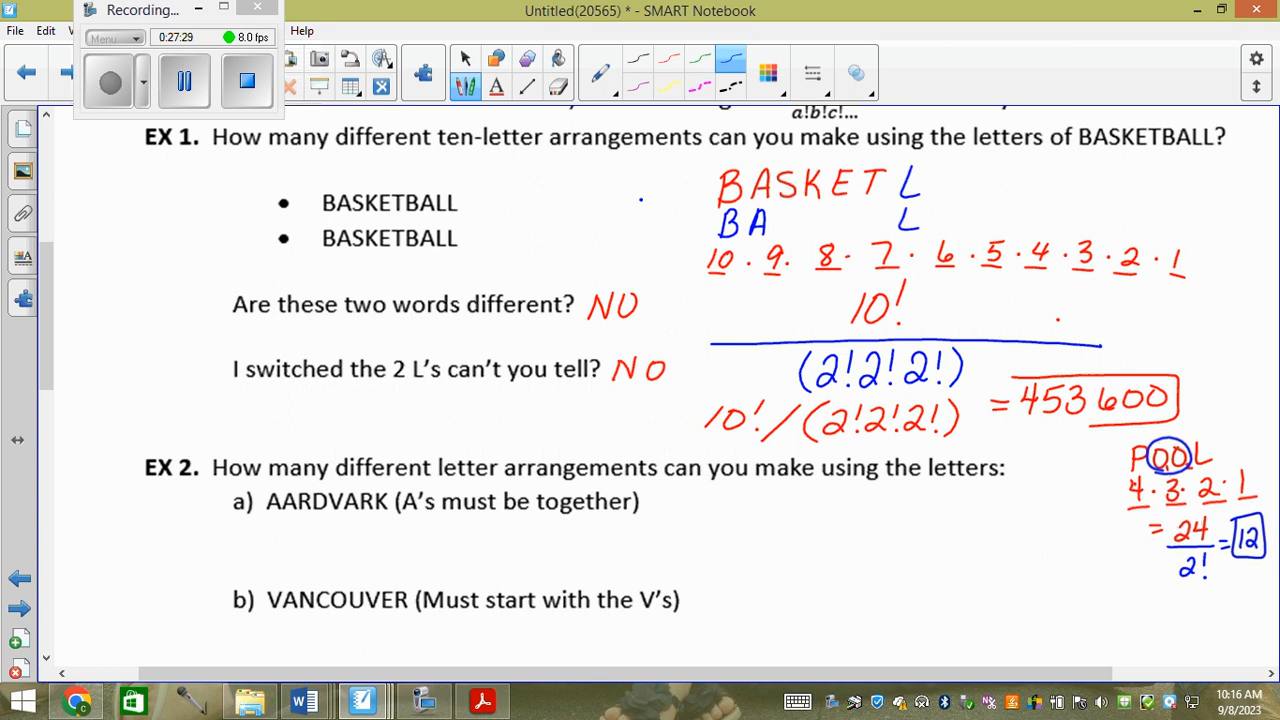 Recording...
Untitled(20565) * - SMART Notebook
Menu
0:27:29
8.0 fps
File
Edit
Help
a!b!c!...
EX 1. How many different ten-letter arrangements can you make using the letters of BASKETBALL?
BASKET L
• BASKETBALL
BA L
• BASKETBALL
10 · 9 · 8 · 7 · 6 · 5 · 4 · 3 · 2 · 1
Are these two words different? NO
10!
I switched the 2 L's can't you tell? NO
(2!2!2!)
10!/(2!2!2!) = 453600
POOL
EX 2. How many different letter arrangements can you make using the letters:
4 · 3 · 2 · 1
a) AARDVARK (A's must be together)
= 24
2!
= 12
b) VANCOUVER (Must start with the V's)
10:16 AM
9/8/2023